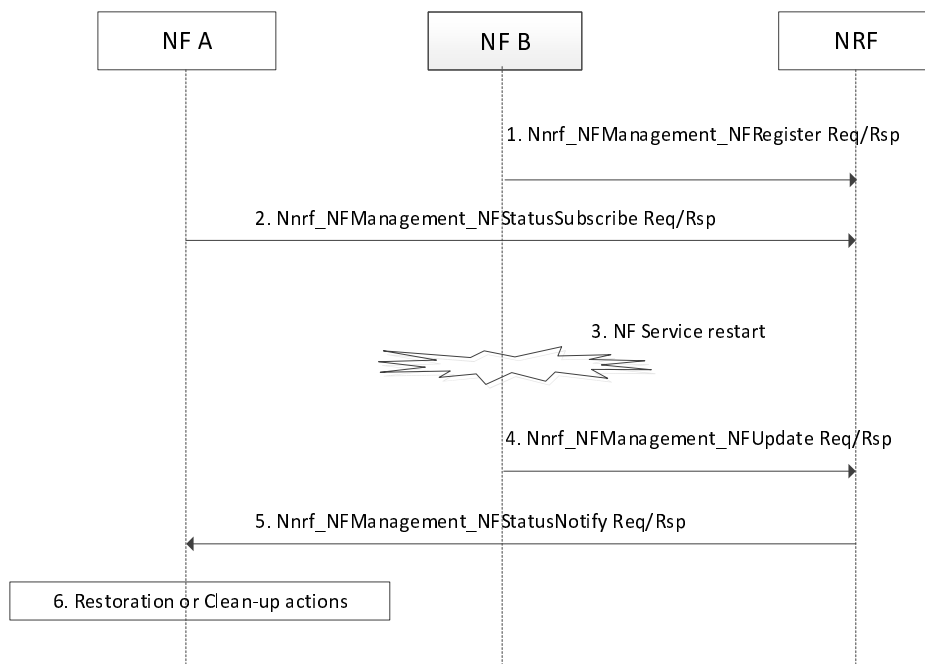 NF A
NF B
NRF
1. Nnrf_NFManagement_NFRegister Req/Rsp
2. Nnrf_NFManagement_NFStatusSubscribe Req/Rsp
3. NF Service restart
4. Nnrf_NFManagement_NFUpdate Req/Rsp
5. Nnrf_NFManagement_NFStatusNotify Req/Rsp
6. Restoration or Clean-up actions